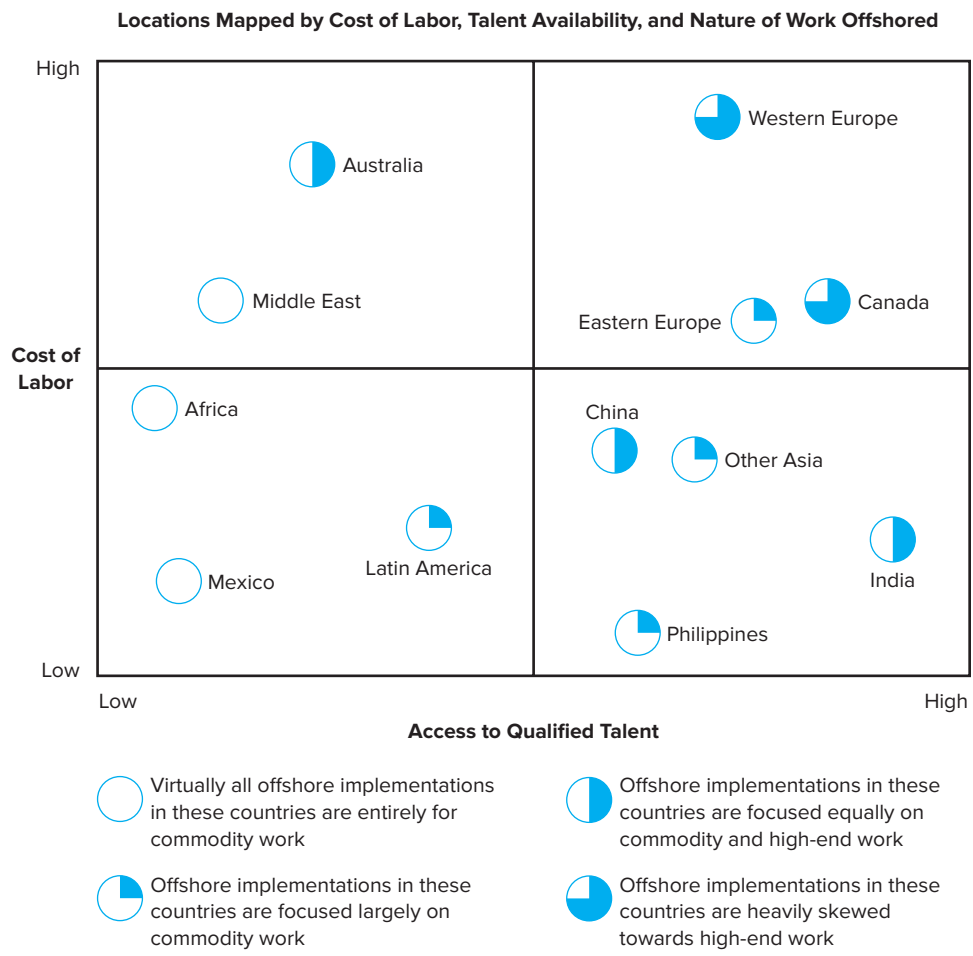 Locations Mapped by Cost of Labor, Talent Availability, and Nature of Work Offshored
High
Western Europe
Australia
Middle East
Canada
Eastern Europe
Cost of
Labor
Africa
China
Other Asia
Latin America
India
Mexico
Philippines
Low
Low
High
Access to Qualified Talent
Virtually all offshore implementations
in these countries are entirely for
commodity work
Offshore implementations in these
countries are focused equally on
commodity and high-end work
Offshore implementations in these
countries are focused largely on
commodity work
Offshore implementations in these
countries are heavily skewed
towards high-end work